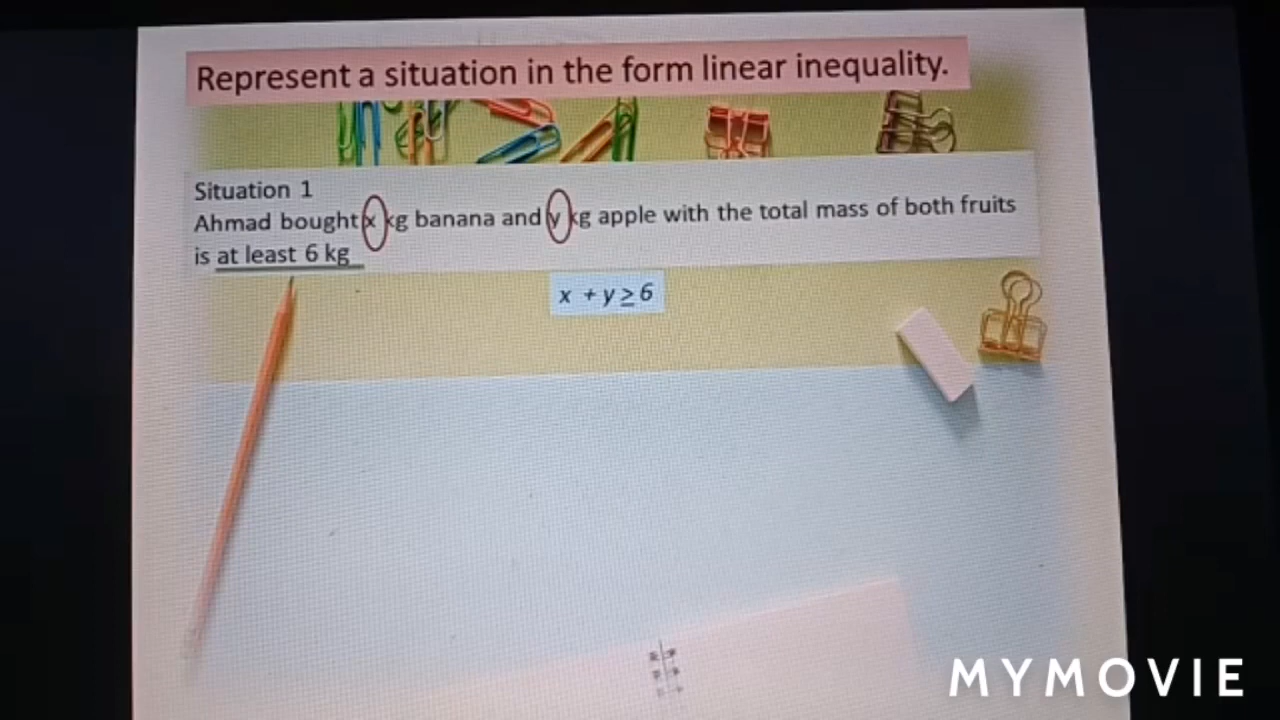 Represent a situation in the form linear inequality.
Situation 1
Ahmad bought x kg banana and y kg apple with the total mass of both fruits
is at least 6 kg
x + y ≥ 6
MYMOVIE